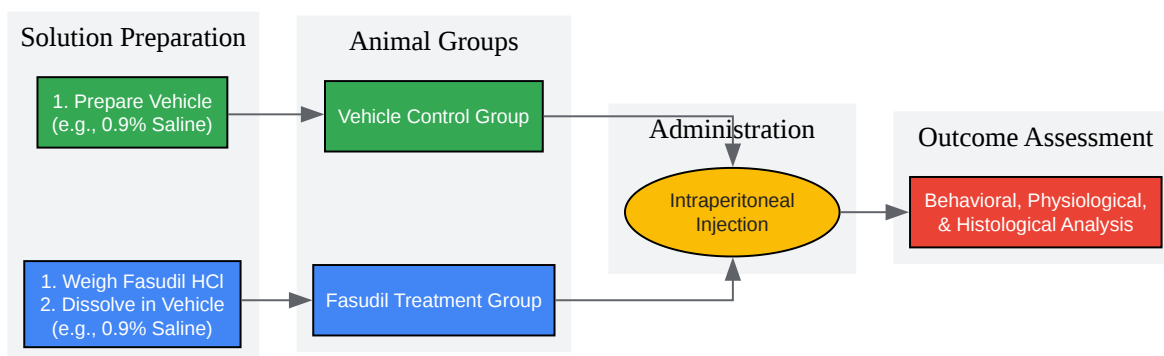 Solution Preparation
1. Prepare Vehicle
(e.g., 0.9% Saline)
1. Weigh Fasudil HCl
2. Dissolve in Vehicle
(e.g., 0.9% Saline)
Animal Groups
Vehicle Control Group
Fasudil Treatment Group
Administration
Intraperitoneal
Injection
Outcome Assessment
Behavioral, Physiological,
& Histological Analysis